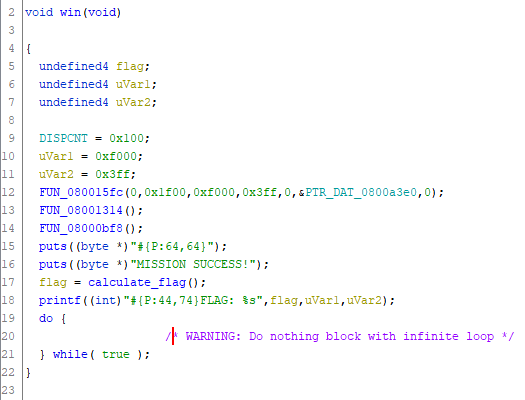 2 void win(void)
3
4 {
5 undefined4 flag;
6 undefined4 uVar1;
7 undefined4 uVar2;
8
9 DISPCNT = 0x100;
10 uVar1 = 0xf000;
11 uVar2 = 0x3ff;
12 FUN_080015fc(0,0x1f00,0xf000,0x3ff,0,&PTR_DAT_0800a3e0,0);
13 FUN_08001314();
14 FUN_08000bf8();
15 puts((byte *)"#{P:64,64}");
16 puts((byte *)"MISSION SUCCESS!");
17 flag = calculate_flag();
18 printf((int)"#{P:44,74}FLAG: %s",flag,uVar1,uVar2);
19 do {
20 /* WARNING: Do nothing block with infinite loop */
21 } while( true );
22 }
23